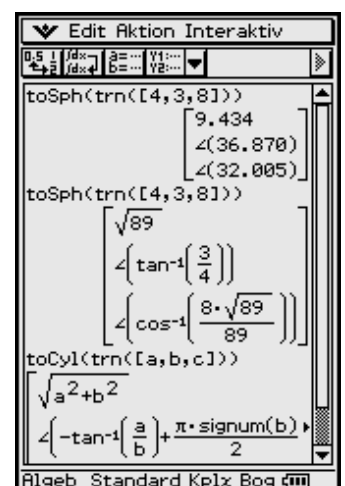 Edit Aktion Interaktiv
toSph(trn([4,3,8]))
[9.434
∠(36.870)
∠(32.005)]
toSph(trn([4,3,8]))
[√89
∠(tan⁻¹(3/4))
∠(cos⁻¹(8·√89/89))]
toCyl(trn([a,b,c]))
[√a²+b²
∠(-tan⁻¹(a/b)+π·signum(b)/2
Algeb Standard Kplx Bog